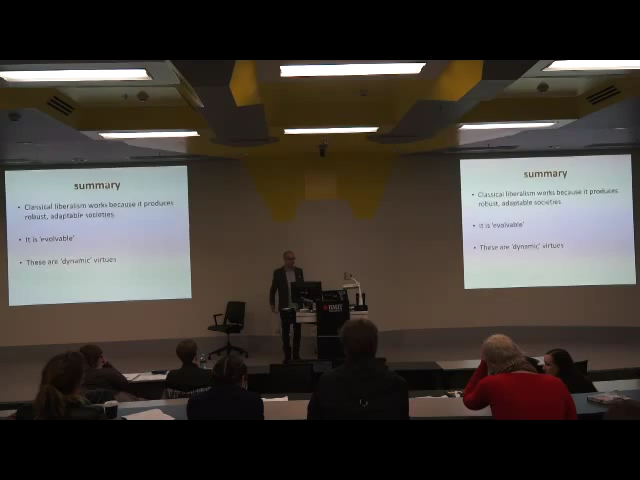 summary
• Classical liberalism works because it produces
robust, adaptable societies.
• It is 'evolvable'
• These are 'dynamic' virtues
summary
• Classical liberalism works because it produces
robust, adaptable societies.
• It is 'evolvable'
• These are 'dynamic' virtues
RMIT